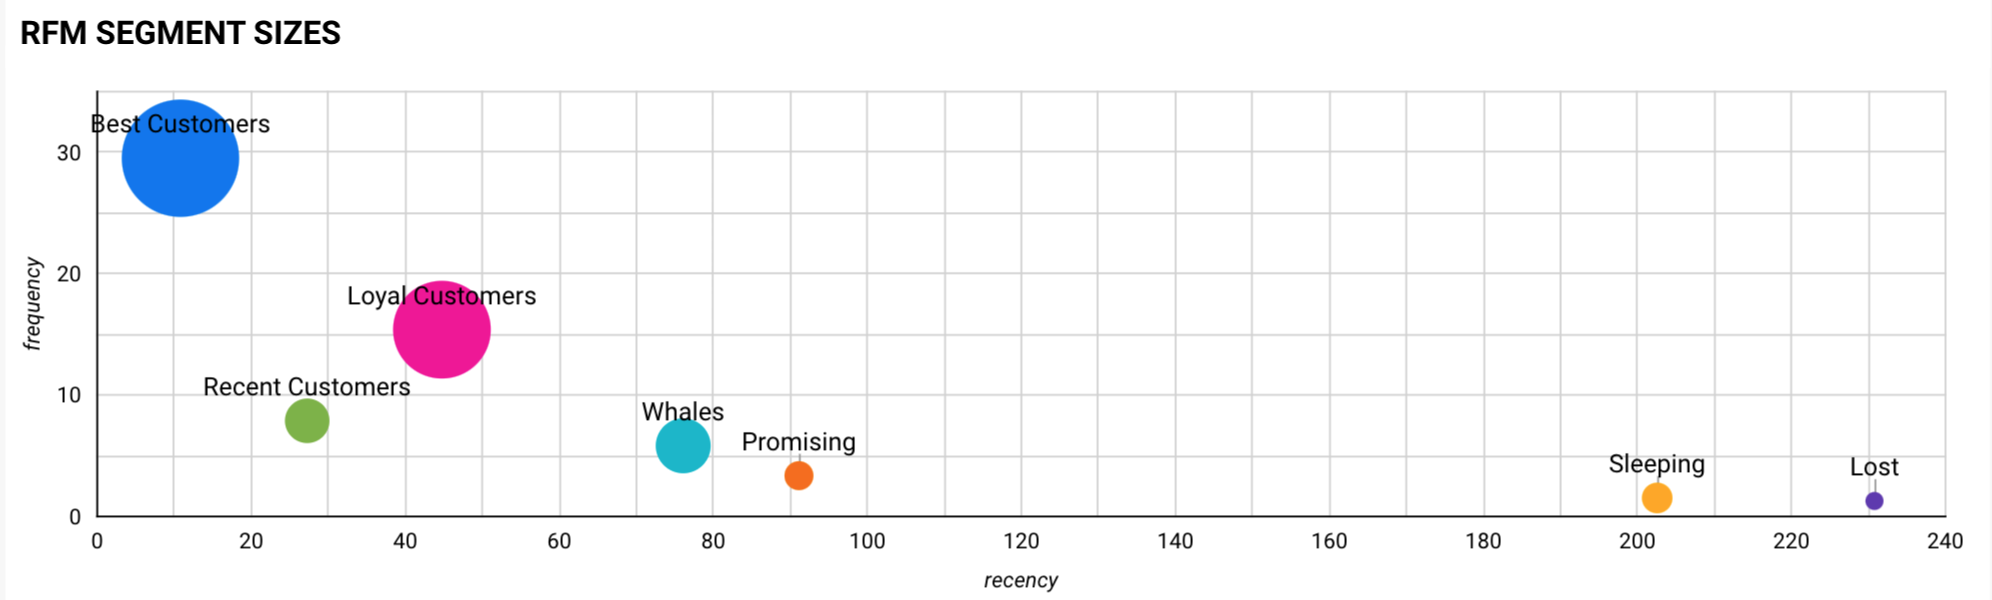 RFM SEGMENT SIZES
Best Customers
30
20
Loyal Customers
frequency
Recent Customers
10
Whales
Promising
Sleeping
Lost
0
0 20 40 60 80 100 120 140 160 180 200 220 240
recency